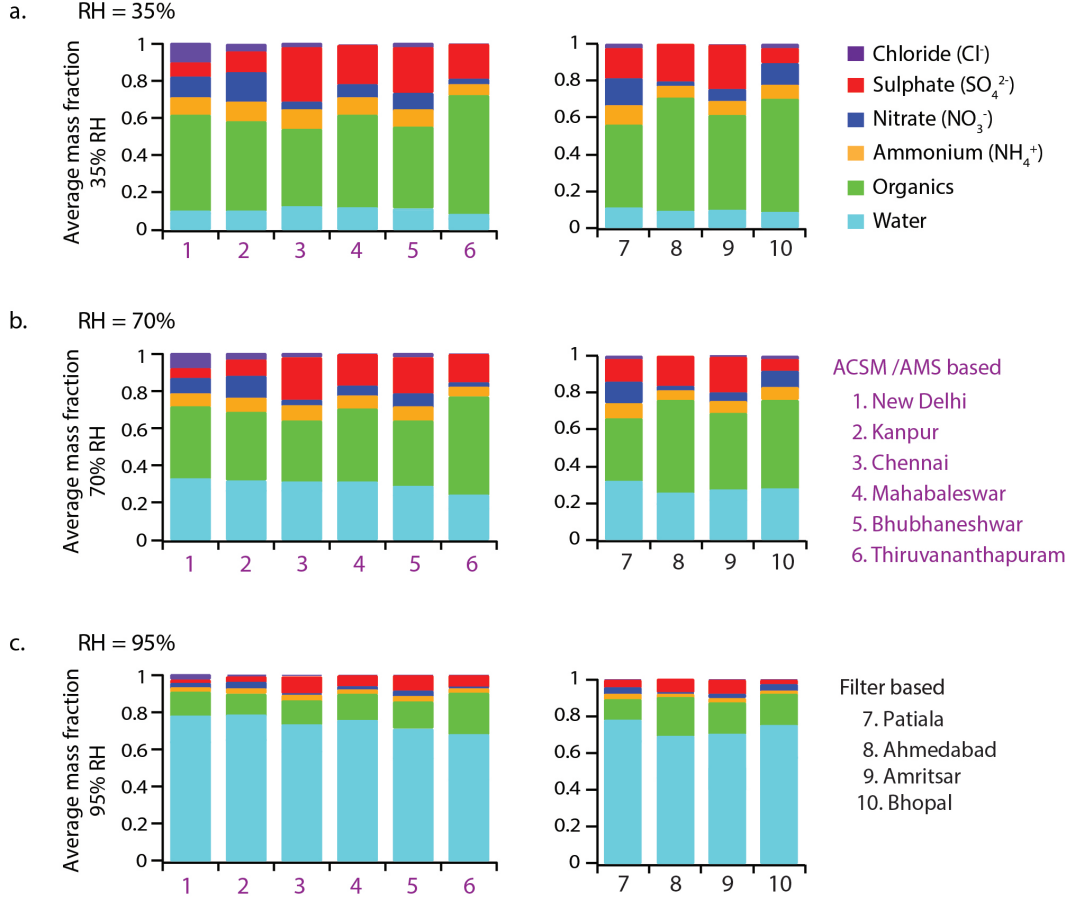 a. RH = 35%
Average mass fraction
35% RH
1
0.8
0.6
0.4
0.2
0
1 2 3 4 5 6
1
0.8
0.6
0.4
0.2
0
7 8 9 10
Chloride (Cl⁻)
Sulphate (SO₄²⁻)
Nitrate (NO₃⁻)
Ammonium (NH₄⁺)
Organics
Water
b. RH = 70%
Average mass fraction
70% RH
1
0.8
0.6
0.4
0.2
0
1 2 3 4 5 6
1
0.8
0.6
0.4
0.2
0
7 8 9 10
ACSM /AMS based
1. New Delhi
2. Kanpur
3. Chennai
4. Mahabaleswar
5. Bhubhaneshwar
6. Thiruvananthapuram
c. RH = 95%
Average mass fraction
95% RH
1
0.8
0.6
0.4
0.2
0
1 2 3 4 5 6
1
0.8
0.6
0.4
0.2
0
7 8 9 10
Filter based
7. Patiala
8. Ahmedabad
9. Amritsar
10. Bhopal